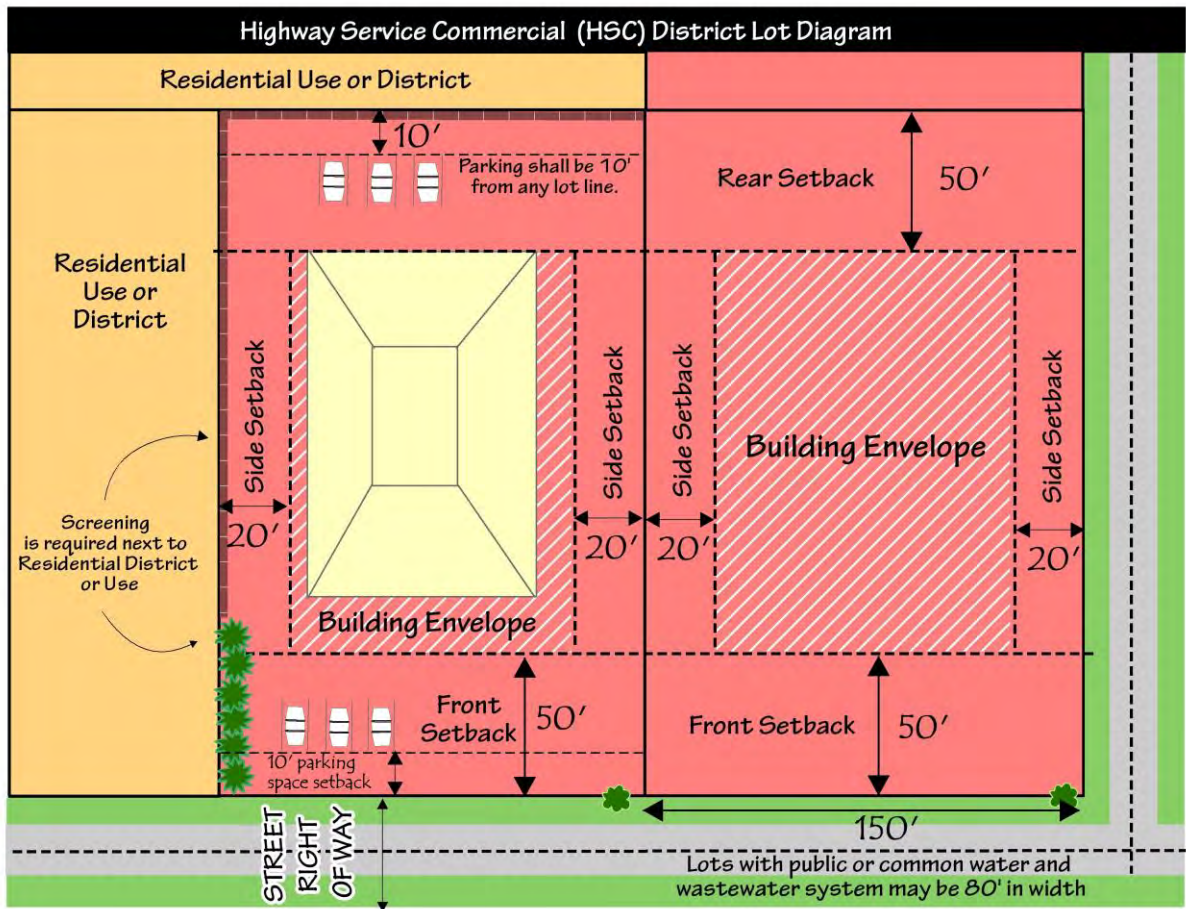 Highway Service Commercial (HSC) District Lot Diagram
Residential Use or District
10'
Parking shall be 10'
from any lot line.
Rear Setback
50'
Residential
Use or
District
Side Setback
20'
Side Setback
20'
Side Setback
20'
Building Envelope
Side Setback
20'
Screening
is required next to
Residential District
or Use
Building Envelope
Front
Setback
50'
Front Setback
50'
10' parking
space setback
STREET
RIGHT
OF WAY
150'
Lots with public or common water and
wastewater system may be 80' in width